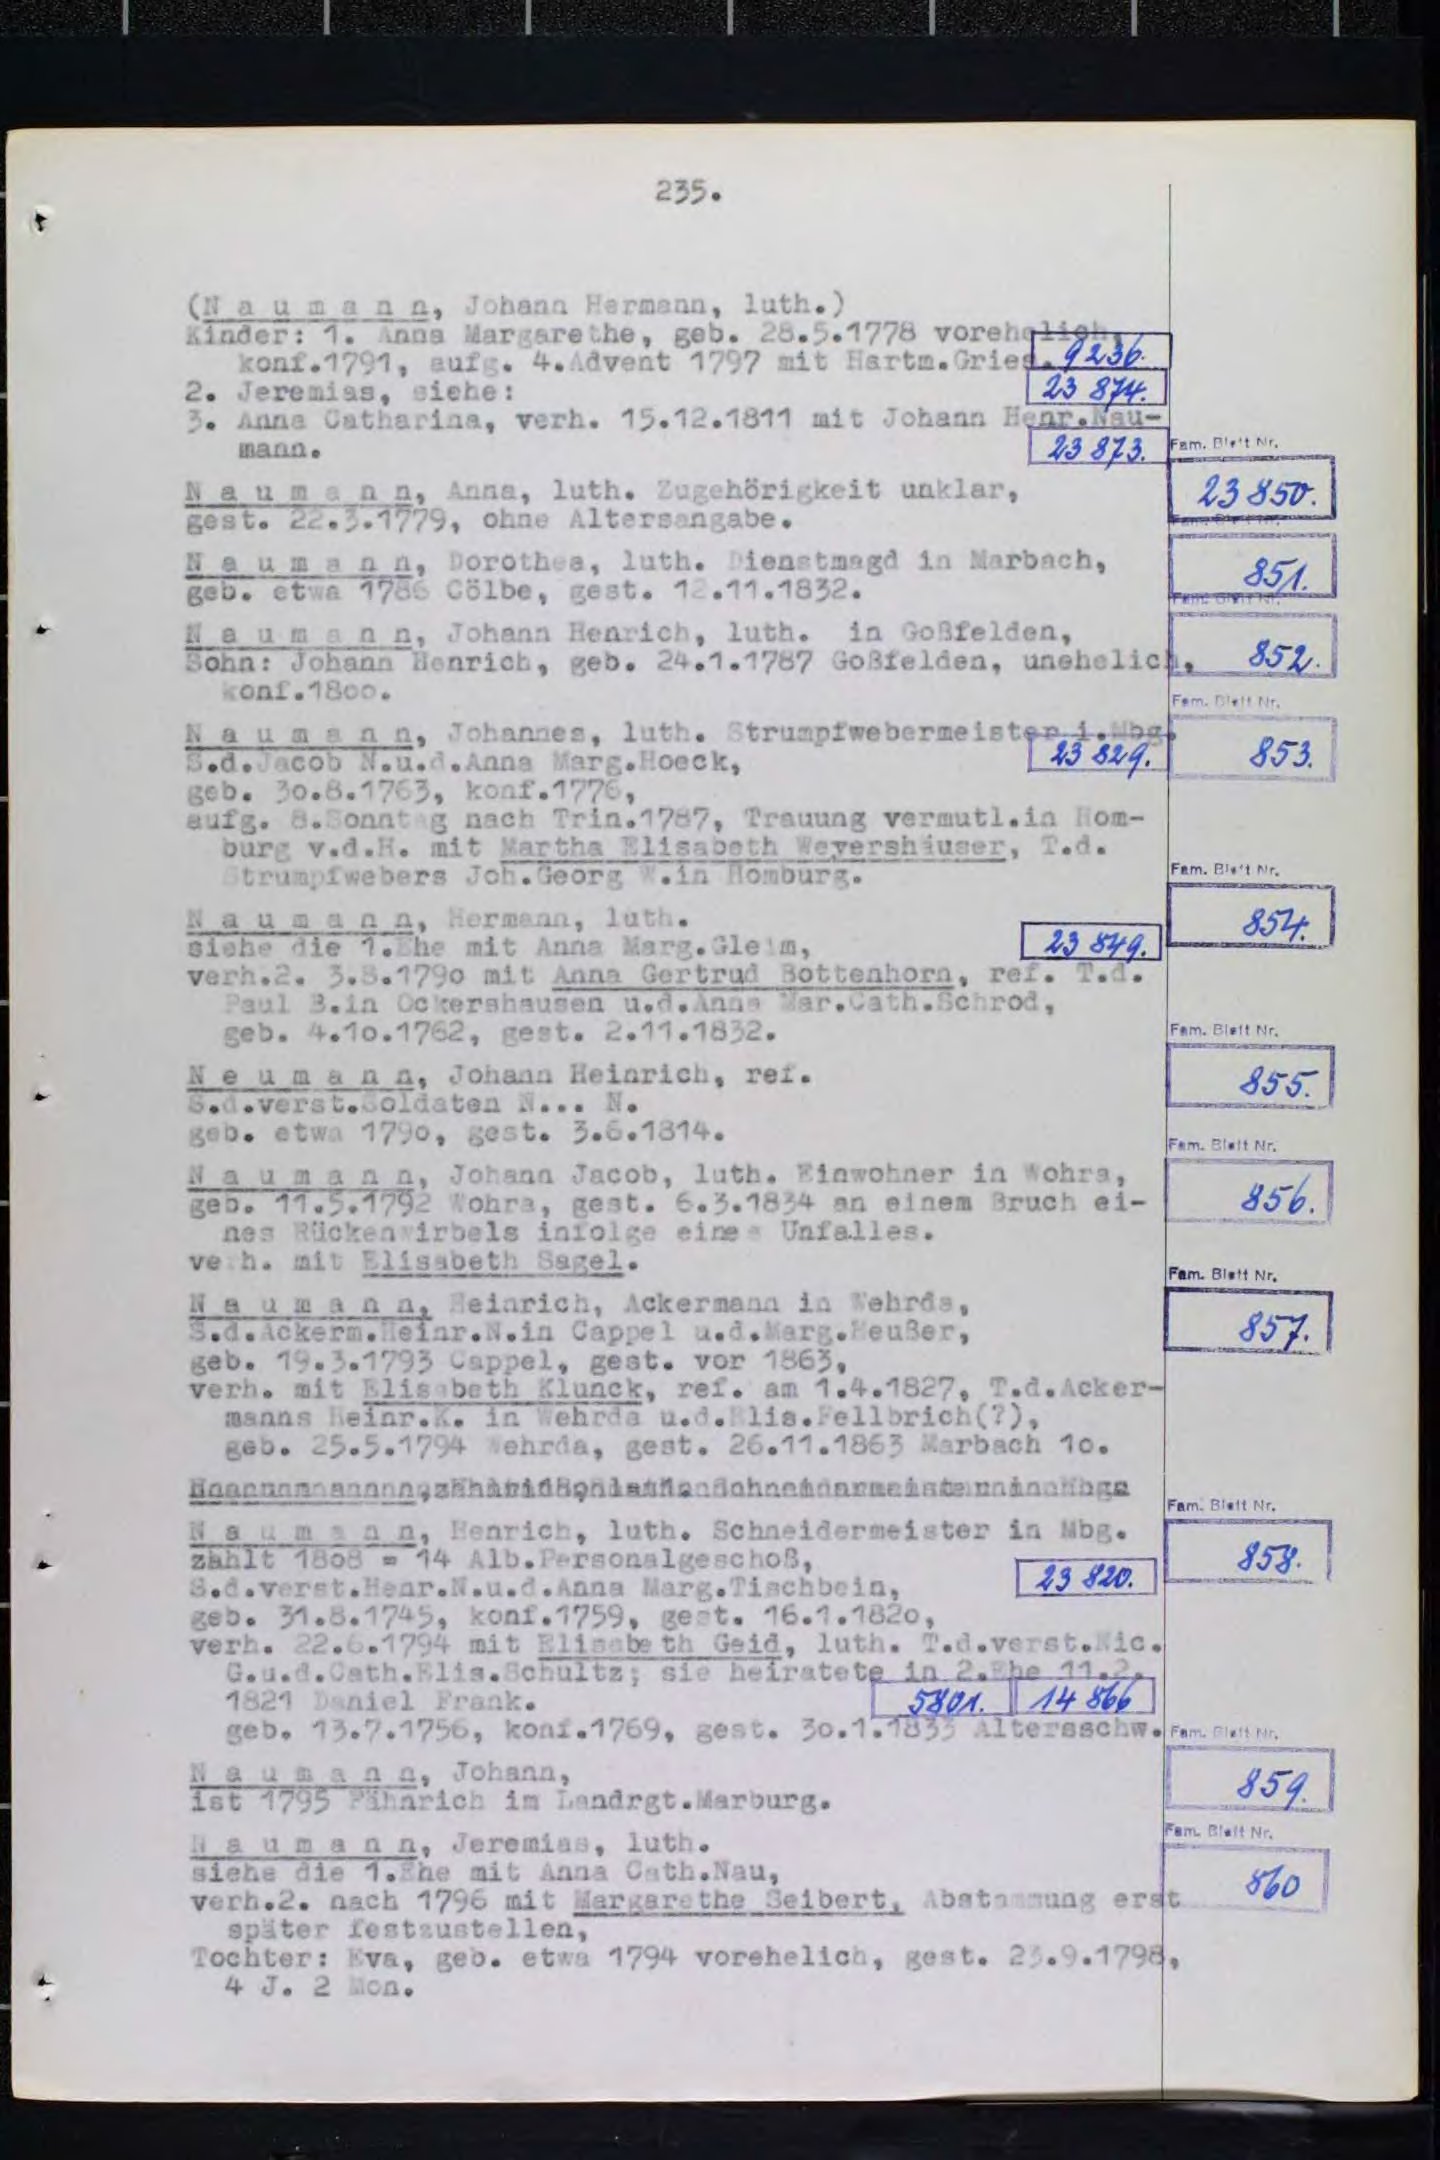 235.
(N a u m a n n, Johann Hermann, luth.)
Kinder: 1. Anna Margarethe, geb. 28.5.1778 vorehelich,
konf.1791, aufg. 4.Advent 1797 mit Hartm.Gries. 9236.
2. Jeremias, siehe: 23 874.
3. Anna Catharina, verh. 15.12.1811 mit Johann Henr.Nau-
mann. 23 873.
Fam. Blatt Nr.
N a u m a n n, Anna, luth. Zugehörigkeit unklar, 23 850.
gest. 22.3.1779, ohne Altersangabe.
Fam. Blatt Nr.
N a u m a n n, Dorothea, luth. Dienstmagd in Marbach, 851.
geb. etwa 1786 Cölbe, gest. 12.11.1832.
Fam. Blatt Nr.
N a u m a n n, Johann Henrich, luth. in Goßfelden, 852.
Sohn: Johann Henrich, geb. 24.1.1787 Goßfelden, unehelich,
konf.18oo.
Fam. Blatt Nr.
N a u m a n n, Johannes, luth. Strumpfwebermeister i.Mbg.
S.d.Jacob N.u.d.Anna Marg.Hoeck, 23 829. 853.
geb. 3o.8.1763, konf.1776,
aufg. 8.Sonntag nach Trin.1787, Trauung vermutl.in Hom-
burg v.d.H. mit Martha Elisabeth Weyershäuser, T.d.
Strumpfwebers Joh.Georg W.in Homburg.
Fam. Blatt Nr.
N a u m a n n, Hermann, luth. 854.
siehe die 1.Ehe mit Anna Marg.Gleim, 23 849.
verh.2. 3.8.179o mit Anna Gertrud Bottenhorn, ref. T.d.
Paul B.in Ockershausen u.d.Anna Mar.Cath.Schrod,
geb. 4.1o.1762, gest. 2.11.1832.
Fam. Blatt Nr.
N e u m a n n, Johann Heinrich, ref. 855.
S.d.verst.Soldaten N... N.
geb. etwa 179o, gest. 3.6.1814.
Fam. Blatt Nr.
N a u m a n n, Johann Jacob, luth. Einwohner in Wohra, 856.
geb. 11.5.1792 Wohra, gest. 6.3.1834 an einem Bruch ei-
nes Rückenwirbels infolge eines Unfalles.
verh. mit Elisabeth Sagel.
Fam. Blatt Nr.
N a u m a n n, Heinrich, Ackermann in Wehrda, 857.
S.d.Ackerm.Heinr.N.in Cappel u.d.Marg.Heußer,
geb. 19.3.1793 Cappel, gest. vor 1863,
verh. mit Elisabeth Klunck, ref. am 1.4.1827, T.d.Acker-
manns Heinr.K. in Wehrda u.d.Elis.Fellbrich(?),
geb. 25.5.1794 Wehrda, gest. 26.11.1863 Marbach 1o.
Fam. Blatt Nr.
N a u m a n n, Henrich, luth. Schneidermeister in Mbg. 858.
zahlt 18o8 = 14 Alb.Personalgeschoß,
S.d.verst.Henr.N.u.d.Anna Marg.Tischbein, 23 820.
geb. 31.8.1745, konf.1759, gest. 16.1.182o,
verh. 22.6.1794 mit Elisabeth Geid, luth. T.d.verst.Nic.
G.u.d.Cath.Elis.Schultz; sie heiratete in 2.Ehe 11.2.
1821 Daniel Frank. 5801. 14 866
geb. 13.7.1756, konf.1769, gest. 3o.1.1833 Altersschw.
Fam. Blatt Nr.
N a u m a n n, Johann, 859.
ist 1795 Fähnrich im Landrgt.Marburg.
Fam. Blatt Nr.
N a u m a n n, Jeremias, luth.
siehe die 1.Ehe mit Anna Cath.Nau, 860
verh.2. nach 1796 mit Margarethe Seibert, Abstammung erst
später festzustellen,
Tochter: Eva, geb. etwa 1794 vorehelich, gest. 23.9.1798,
4 J. 2 Mon.